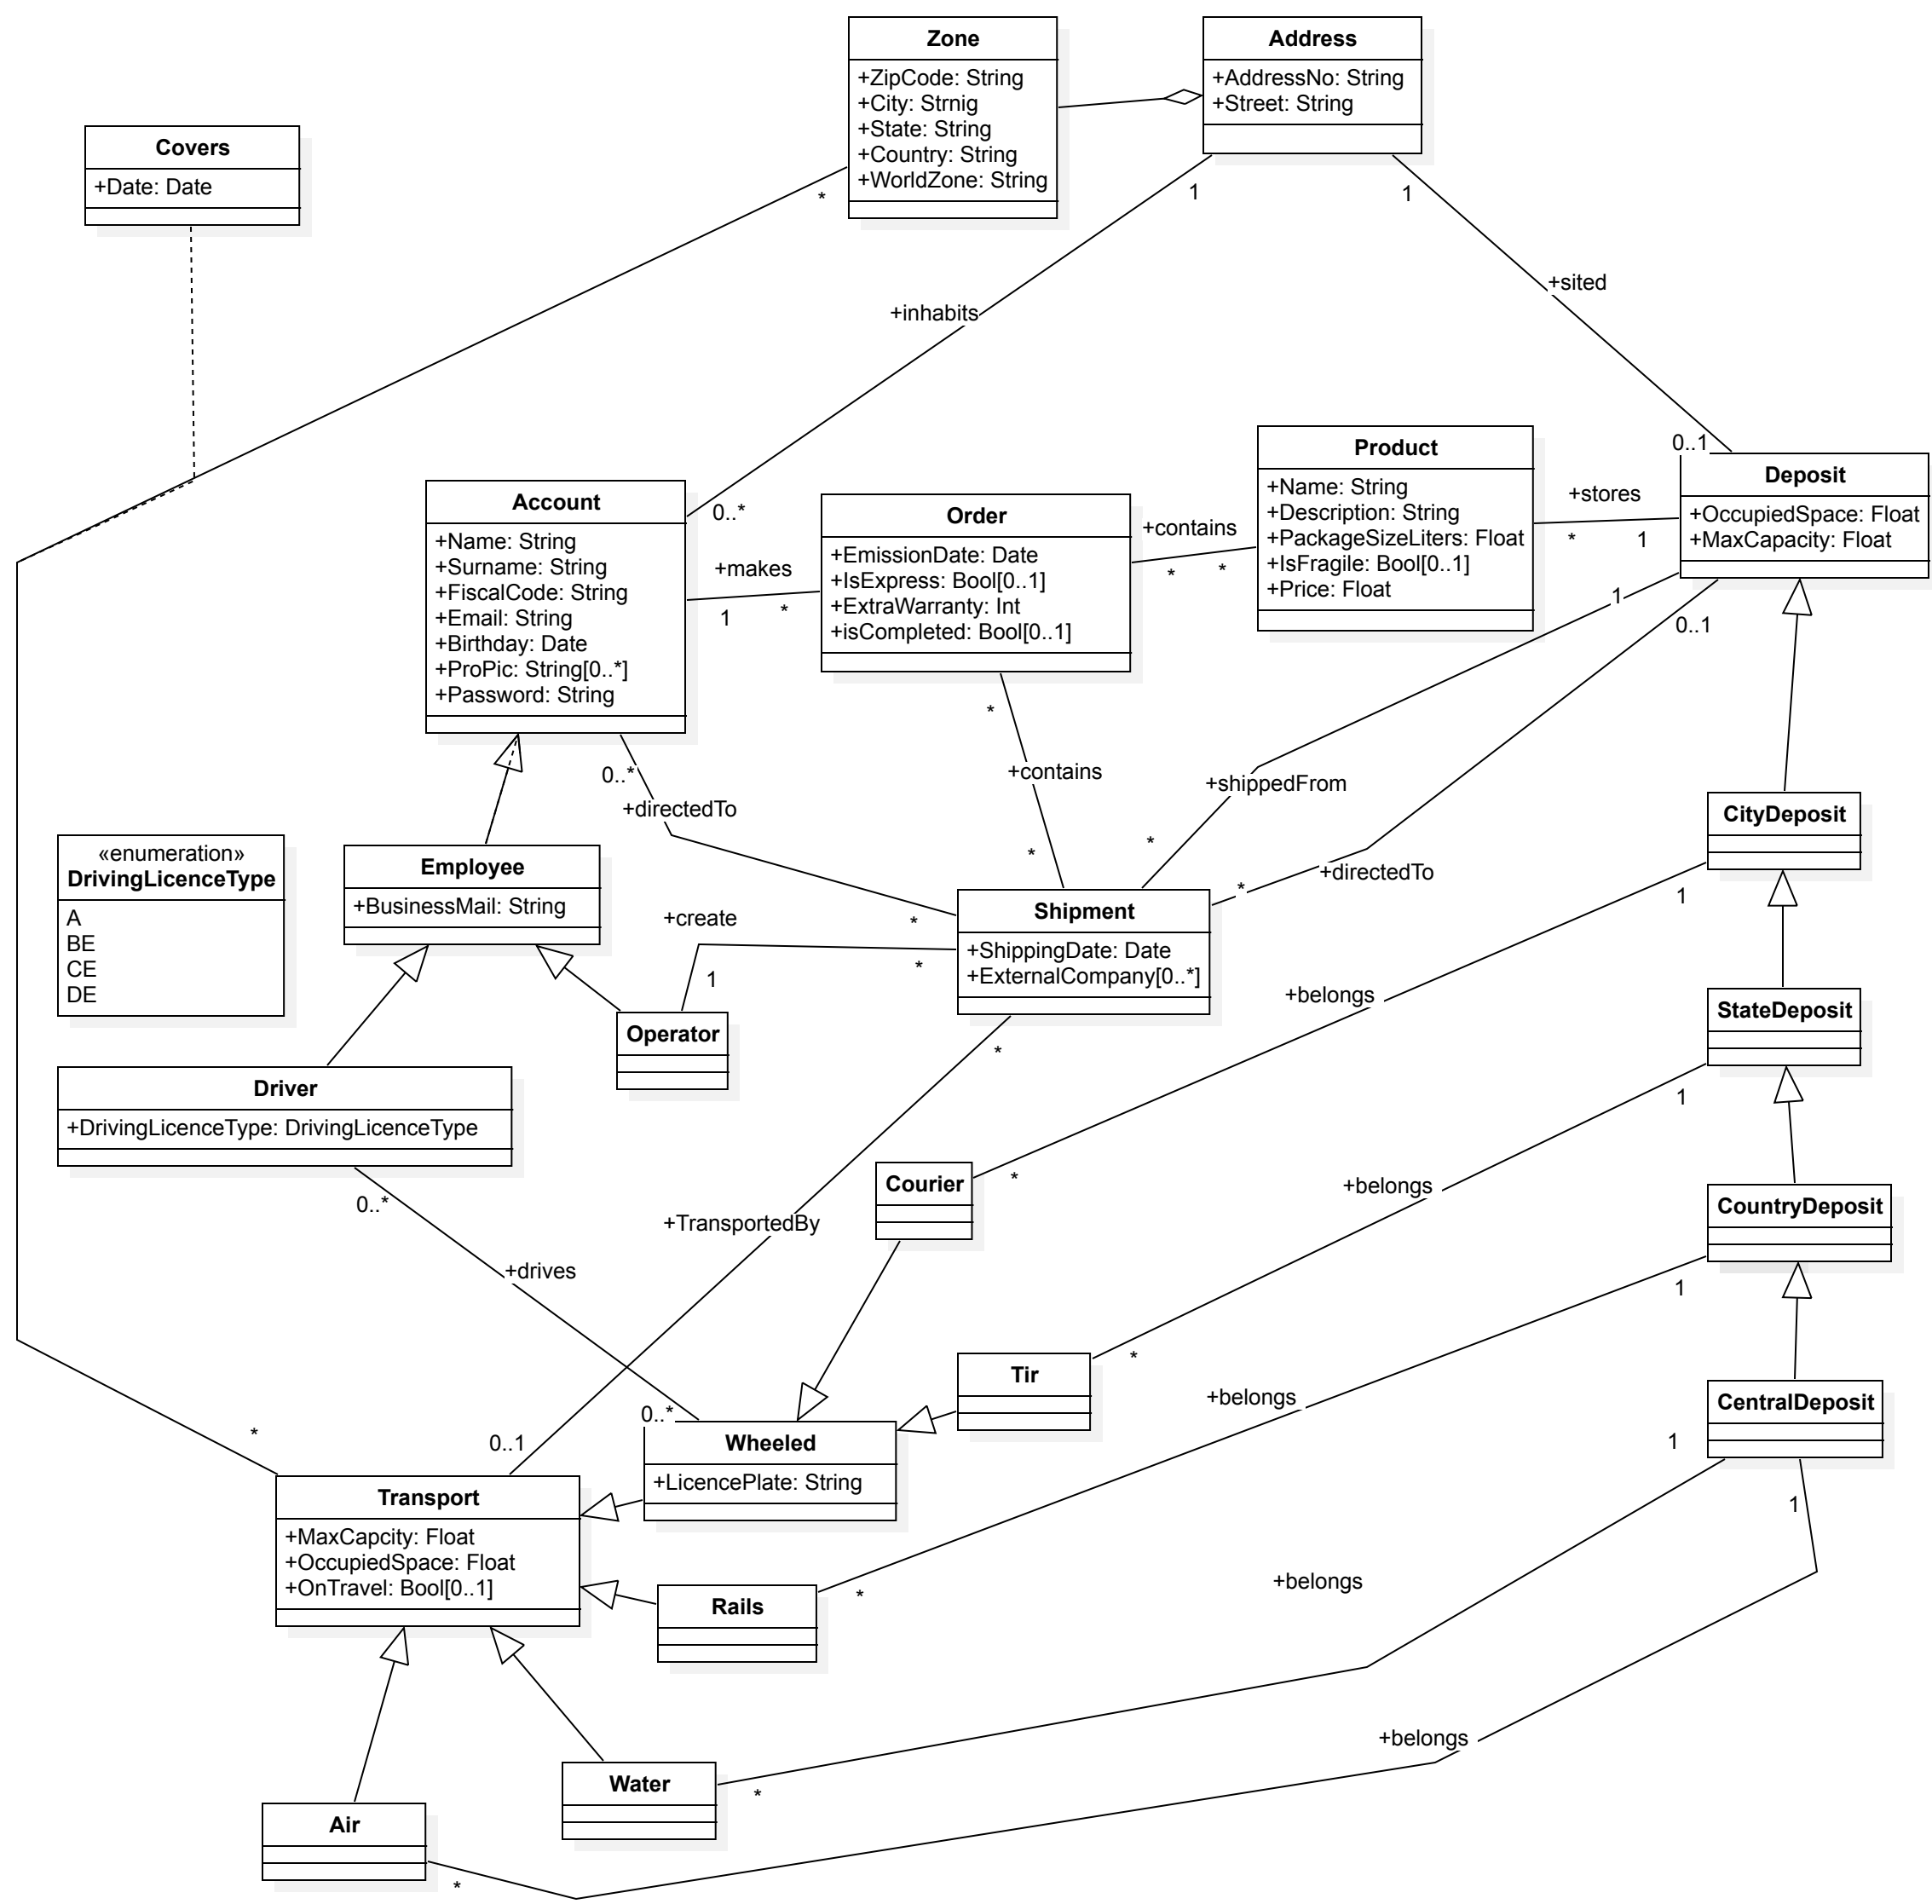 Zone
+ZipCode: String
+City: Strnig
+State: String
+Country: String
+WorldZone: String
*
Address
+AddressNo: String
+Street: String
1
1
Covers
+Date: Date
+inhabits
+sited
0..1
Account
+Name: String
+Surname: String
+FiscalCode: String
+Email: String
+Birthday: Date
+ProPic: String[0..*]
+Password: String
0..*
+makes
1
*
Order
+EmissionDate: Date
+IsExpress: Bool[0..1]
+ExtraWarranty: Int
+isCompleted: Bool[0..1]
+contains
*
*
Product
+Name: String
+Description: String
+PackageSizeLiters: Float
+IsFragile: Bool[0..1]
+Price: Float
+stores
*
1
Deposit
+OccupiedSpace: Float
+MaxCapacity: Float
1
0..1
*
+contains
*
0..*
+directedTo
*
+shippedFrom
*
+directedTo
*
CityDeposit
1
«enumeration»
DrivingLicenceType
A
BE
CE
DE
Employee
+BusinessMail: String
+create
1
*
Shipment
+ShippingDate: Date
+ExternalCompany[0..*]
*
Operator
+belongs
StateDeposit
1
Driver
+DrivingLicenceType: DrivingLicenceType
0..*
+drives
0..*
+TransportedBy
0..1
Courier
*
+belongs
CountryDeposit
1
Tir
*
+belongs
CentralDeposit
1
1
Wheeled
+LicencePlate: String
*
Transport
+MaxCapcity: Float
+OccupiedSpace: Float
+OnTravel: Bool[0..1]
Rails
*
+belongs
+belongs
Water
*
Air
*